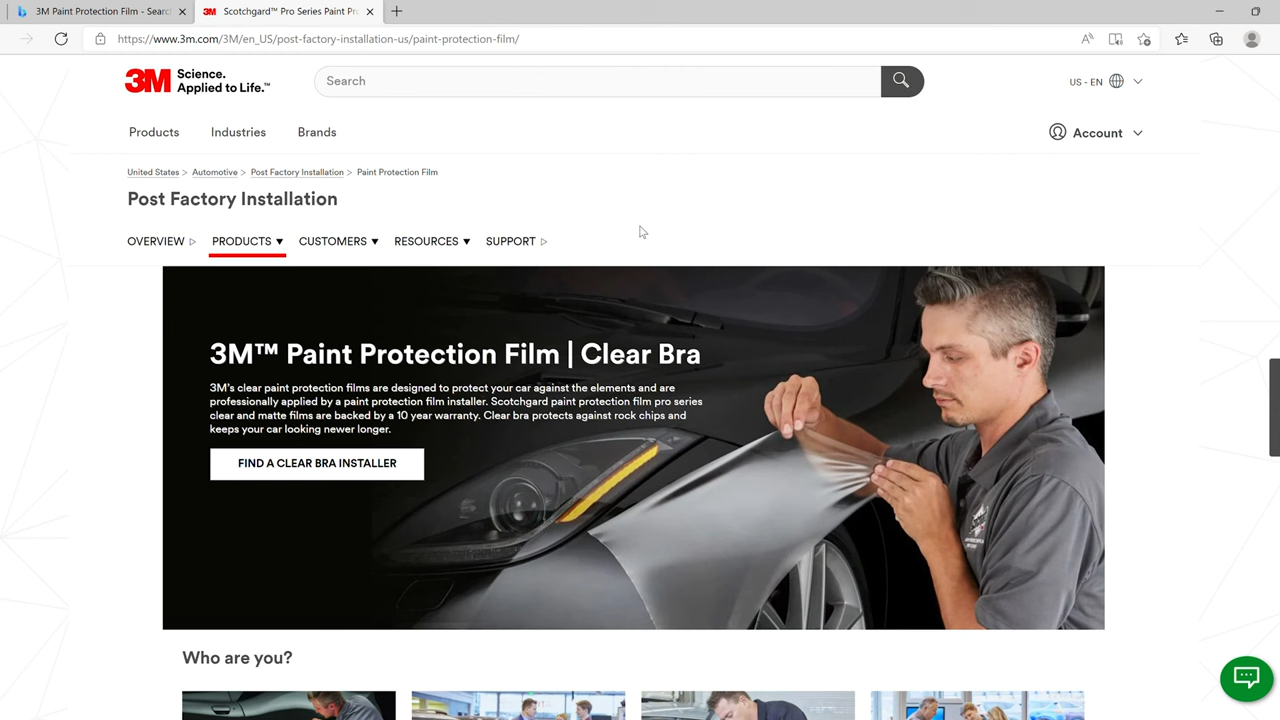 3M Paint Protection Film - Searc
Scotchgard™ Pro Series Paint Pr
https://www.3m.com/3M/en_US/post-factory-installation-us/paint-protection-film/
3M Science.
Applied to Life.™
Search
US - EN
Products
Industries
Brands
Account
United States > Automotive > Post Factory Installation > Paint Protection Film
Post Factory Installation
OVERVIEW
PRODUCTS
CUSTOMERS
RESOURCES
SUPPORT
3M™ Paint Protection Film | Clear Bra
3M's clear paint protection films are designed to protect your car against the elements and are
professionally applied by a paint protection film installer. Scotchgard paint protection film pro series
clear and matte films are backed by a 10 year warranty. Clear bra protects against rock chips and
keeps your car looking newer longer.
FIND A CLEAR BRA INSTALLER
Who are you?